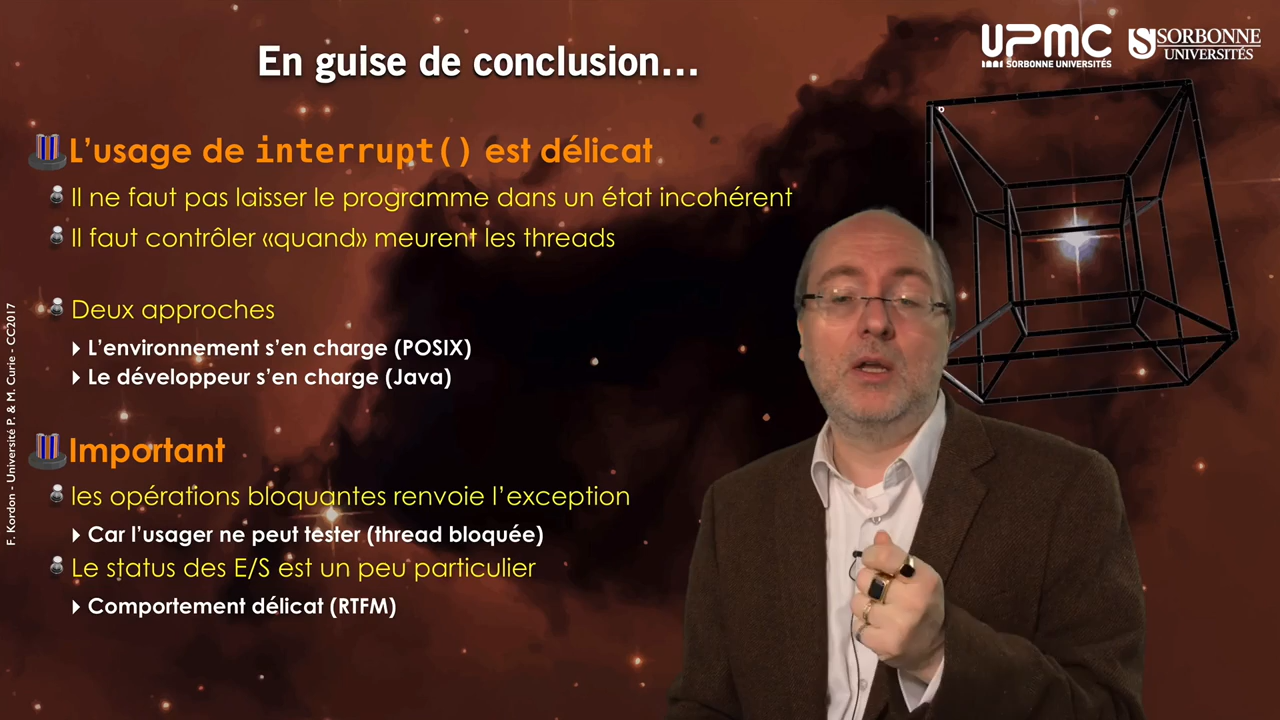 En guise de conclusion...
UPMC
SORBONNE UNIVERSITÉS
SORBONNE
UNIVERSITÉS
L'usage de interrupt() est délicat
Il ne faut pas laisser le programme dans un état incohérent
Il faut contrôler «quand» meurent les threads
Deux approches
L'environnement s'en charge (POSIX)
Le développeur s'en charge (Java)
Important
les opérations bloquantes renvoie l'exception
Car l'usager ne peut tester (thread bloquée)
Le status des E/S est un peu particulier
Comportement délicat (RTFM)
F. Kordon - Université P. & M. Curie - CC2017